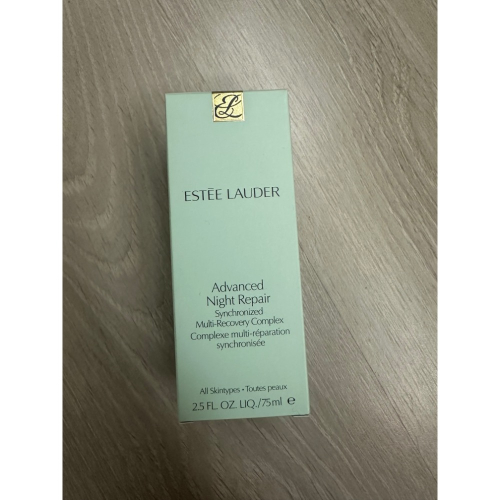 EL
ESTĒE LAUDER
Advanced
Night Repair
Synchronized
Multi-Recovery Complex
Complexe multi-réparation
synchronisée
All Skintypes • Toutes peaux
2.5 FL. OZ. LIQ./75ml ℮